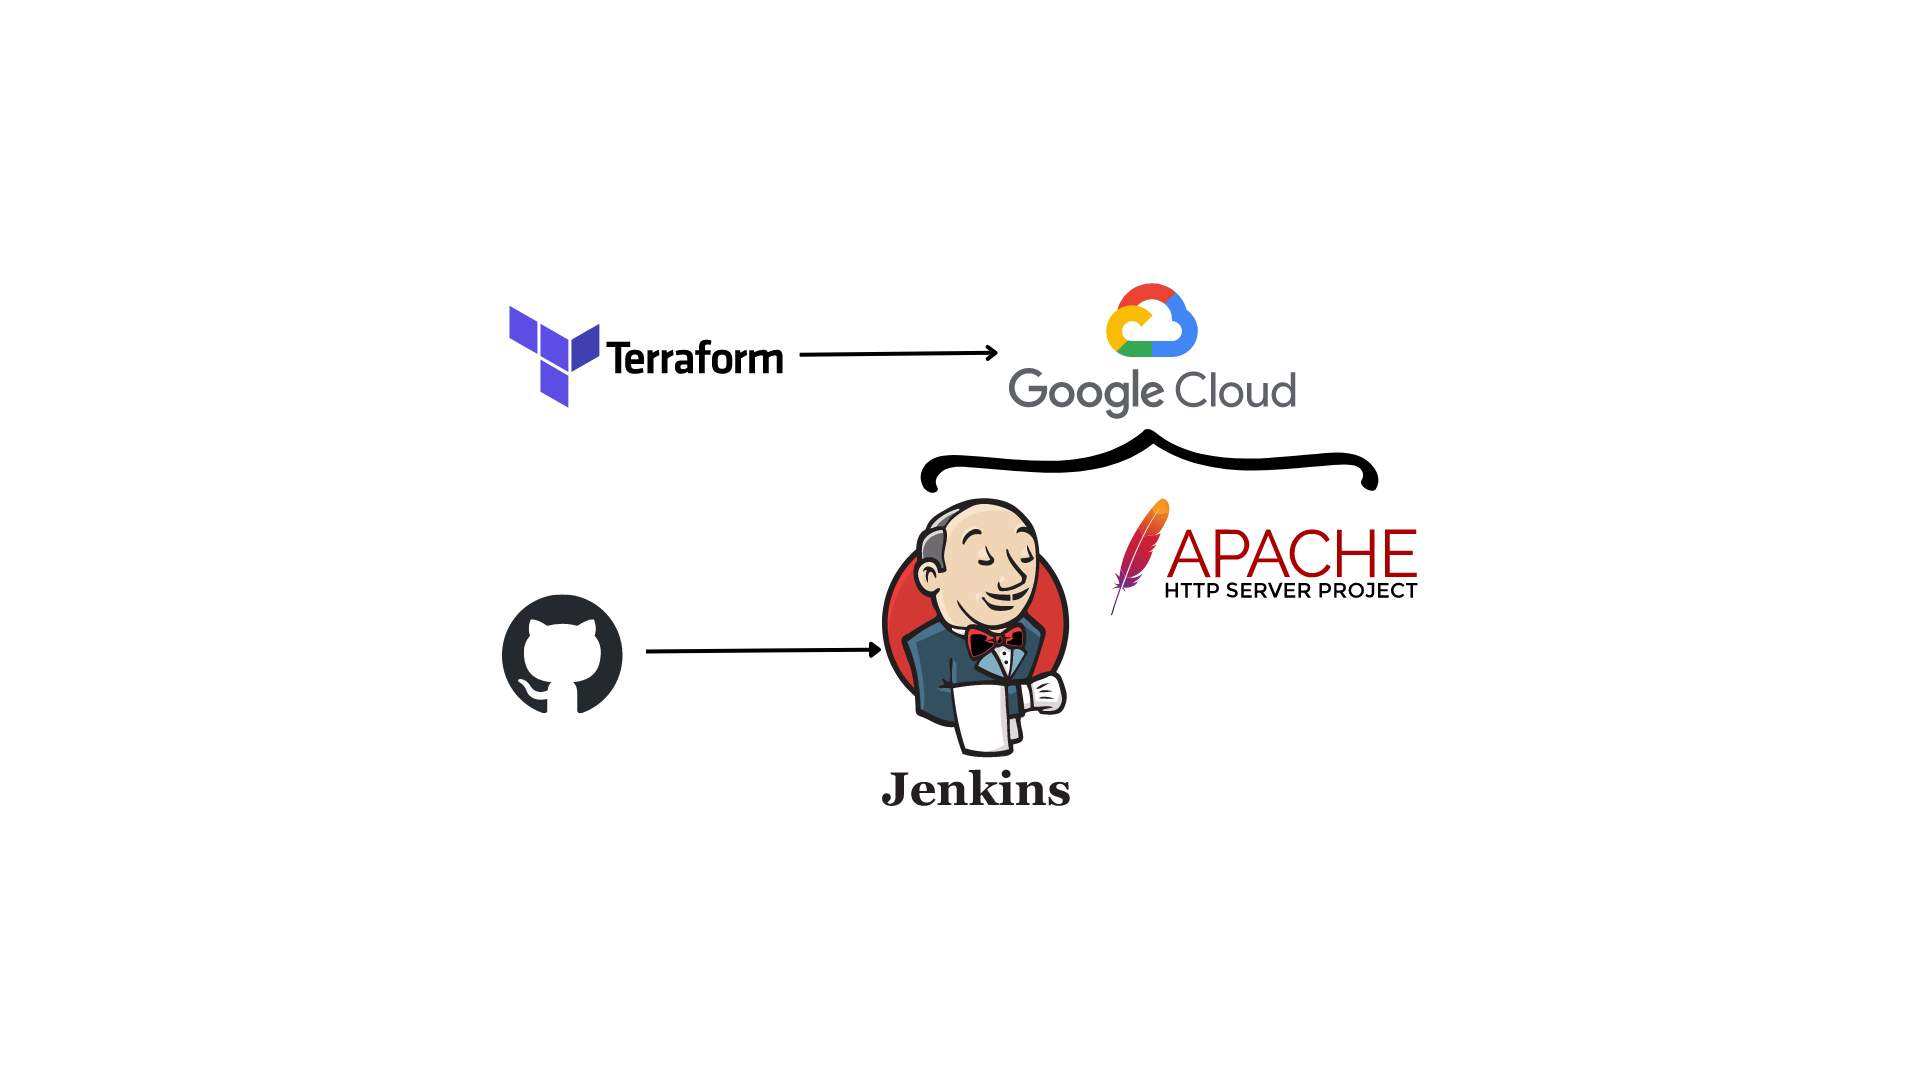 Terraform
Google Cloud
APACHE
HTTP SERVER PROJECT
Jenkins